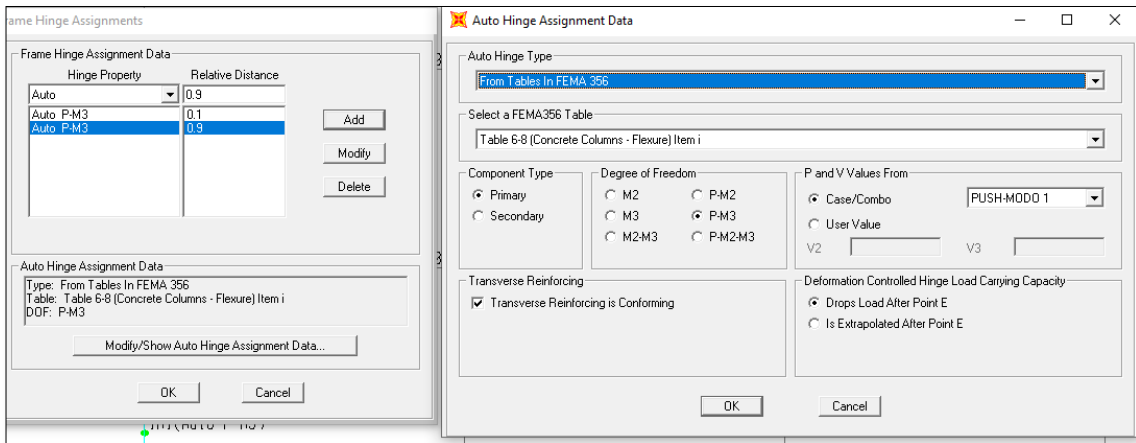 rame Hinge Assignments
Frame Hinge Assignment Data
Hinge Property Relative Distance
Auto 0.9
Auto P-M3 0.1
Auto P-M3 0.9
Add
Modify
Delete
Auto Hinge Assignment Data
Type: From Tables In FEMA 356
Table: Table 6-8 (Concrete Columns - Flexure) Item i
DOF: P-M3
Modify/Show Auto Hinge Assignment Data...
OK Cancel
Auto Hinge Assignment Data
Auto Hinge Type
From Tables In FEMA 356
Select a FEMA356 Table
Table 6-8 (Concrete Columns - Flexure) Item i
Component Type
Primary
Secondary
Degree of Freedom
M2 P-M2
M3 P-M3
M2-M3 P-M2-M3
P and V Values From
Case/Combo PUSH-MODO 1
User Value
V2 V3
Transverse Reinforcing
Transverse Reinforcing is Conforming
Deformation Controlled Hinge Load Carrying Capacity
Drops Load After Point E
Is Extrapolated After Point E
OK Cancel